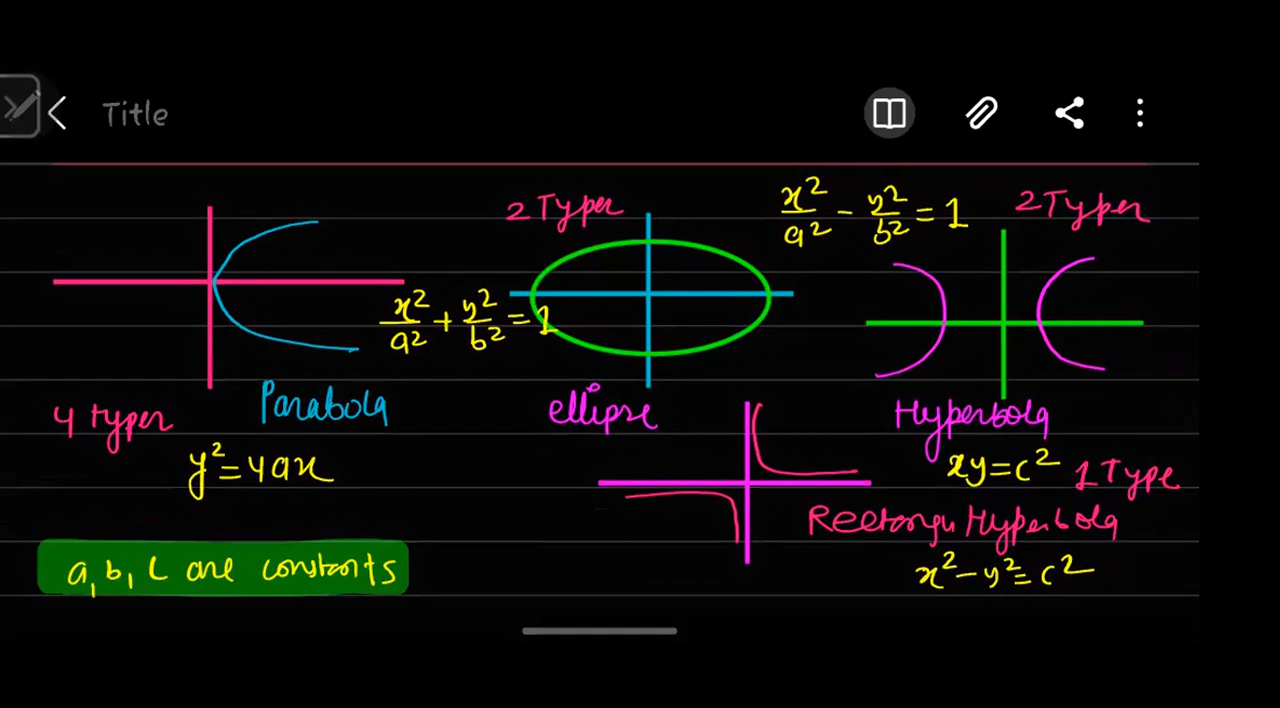 Title
2 Types
x²/a² - y²/b² = 1
2 Types
x²/a² + y²/b² = 1
4 types
Parabola
ellipse
Hyperbola
y² = 4ax
xy = c²
1 Type
Rectangu Hyperbola
x² - y² = c²
a, b, c are constants